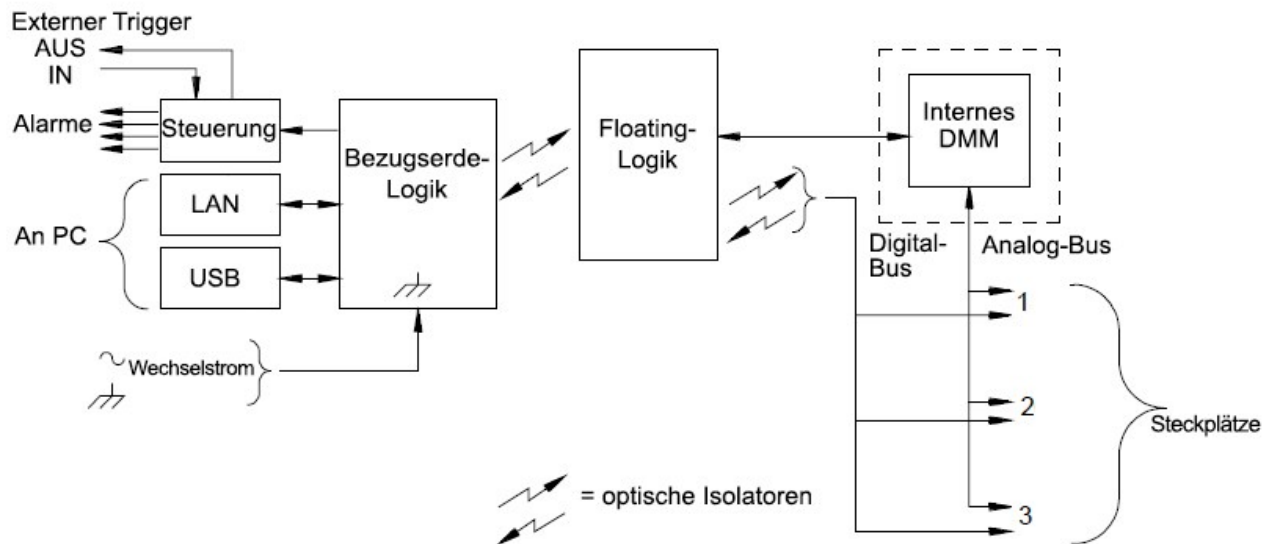 Externer Trigger
AUS
IN
Alarme
Steuerung
LAN
An PC
USB
Bezugserde-
Logik
Wechselstrom
Floating-
Logik
Internes
DMM
Digital-
Bus
Analog-Bus
1
2
3
Steckplätze
= optische Isolatoren